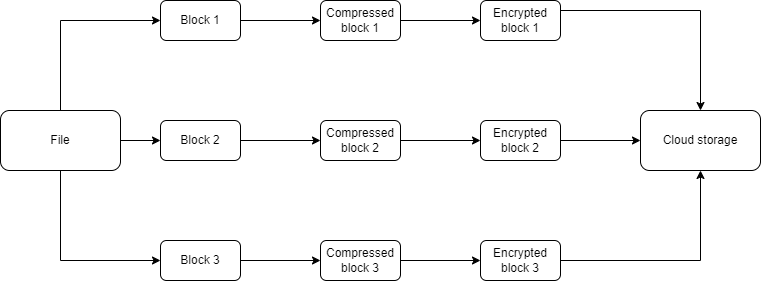 Block 1
Compressed
block 1
Encrypted
block 1
File
Block 2
Compressed
block 2
Encrypted
block 2
Cloud storage
Block 3
Compressed
block 3
Encrypted
block 3